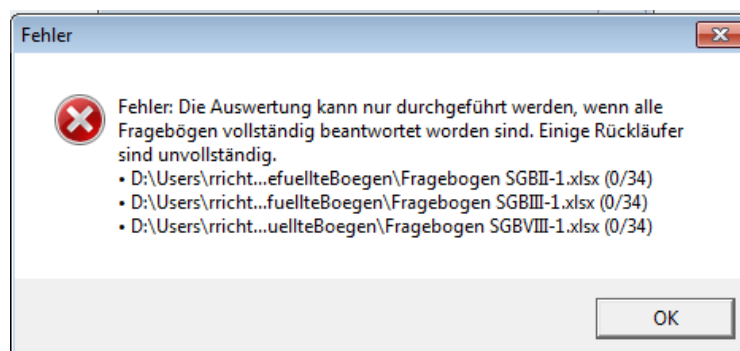 Fehler
Fehler: Die Auswertung kann nur durchgeführt werden, wenn alle
Fragebögen vollständig beantwortet worden sind. Einige Rückläufer
sind unvollständig.
• D:\Users\rricht...efuellteBoegen\Fragebogen SGBII-1.xlsx (0/34)
• D:\Users\rricht...fuellteBoegen\Fragebogen SGBIII-1.xlsx (0/34)
• D:\Users\rricht...uellteBoegen\Fragebogen SGBVIII-1.xlsx (0/34)
OK